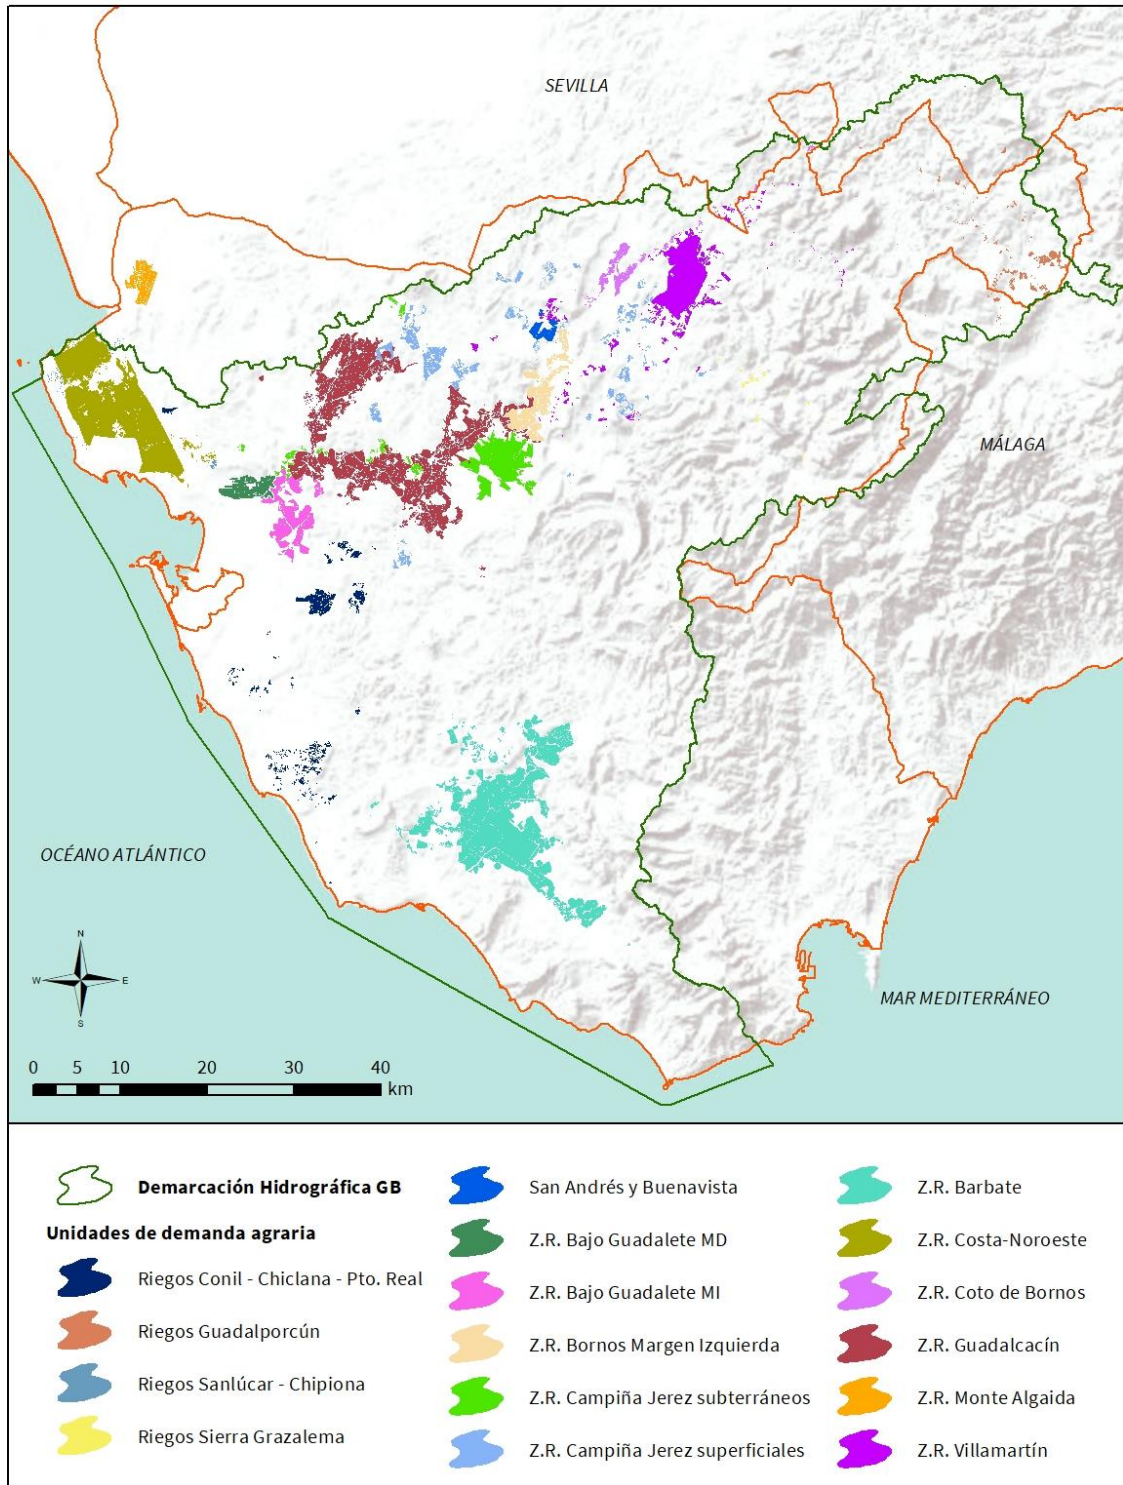 SEVILLA
MÁLAGA
OCÉANO ATLÁNTICO
N
W
E
S
MAR MEDITERRÁNEO
0 5 10 20 30 40
km
Demarcación Hidrográfica GB
Unidades de demanda agraria
Riegos Conil - Chiclana - Pto. Real
Riegos Guadalporcún
Riegos Sanlúcar - Chipiona
Riegos Sierra Grazalema
San Andrés y Buenavista
Z.R. Bajo Guadalete MD
Z.R. Bajo Guadalete MI
Z.R. Bornos Margen Izquierda
Z.R. Campiña Jerez subterráneos
Z.R. Campiña Jerez superficiales
Z.R. Barbate
Z.R. Costa-Noroeste
Z.R. Coto de Bornos
Z.R. Guadalcacín
Z.R. Monte Algaida
Z.R. Villamartín